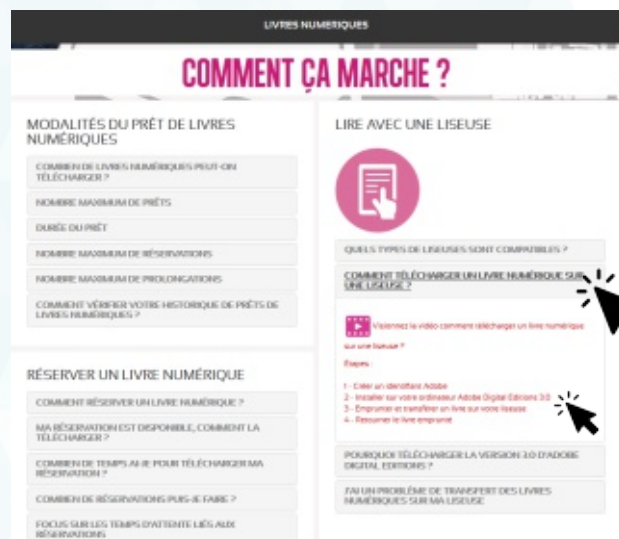 LIVRES NUMERIQUES
COMMENT ÇA MARCHE ?
MODALITÉS DU PRÊT DE LIVRES
NUMÉRIQUES
COMBIEN DE LIVRES NUMÉRIQUES PEUT-ON
TÉLÉCHARGER ?
NOMBRE MAXIMUM DE PRÊTS
DURÉE DU PRÊT
NOMBRE MAXIMUM DE RÉSERVATIONS
NOMBRE MAXIMUM DE PROLONGATIONS
COMMENT VÉRIFIER VOTRE HISTORIQUE DE PRÊTS DE
LIVRES NUMÉRIQUES ?
RÉSERVER UN LIVRE NUMÉRIQUE
COMMENT RÉSERVER UN LIVRE NUMÉRIQUE ?
MA RÉSERVATION EST DISPONIBLE, COMMENT LA
TÉLÉCHARGER ?
COMBIEN DE TEMPS AI-JE POUR TÉLÉCHARGER MA
RÉSERVATION ?
COMBIEN DE RÉSERVATIONS PUIS-JE FAIRE ?
FOCUS SUR LES TEMPS D'ATTENTE LIÉS AUX
RÉSERVATIONS
LIRE AVEC UNE LISEUSE
QUELS TYPES DE LISEUSES SONT COMPATIBLES ?
COMMENT TÉLÉCHARGER UN LIVRE NUMÉRIQUE SUR
UNE LISEUSE ?
Visionnez la vidéo comment télécharger un livre numérique
sur une liseuse ?
Étapes :
1 - Créer un identifiant Adobe
2 - Installer sur votre ordinateur Adobe Digital Editions 3.0
3 - Emprunter et transférer un livre sur votre liseuse
4 - Retourner le livre emprunté
POURQUOI TÉLÉCHARGER LA VERSION 3.0 D'ADOBE
DIGITAL EDITIONS ?
J'AI UN PROBLÈME DE TRANSFERT DES LIVRES
NUMÉRIQUES SUR MA LISEUSE